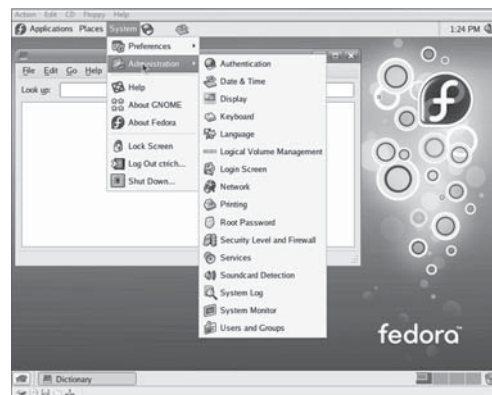 Action Edit CD Floppy Help
Applications Places System 1:24 PM
Preferences
Administration
Help
About GNOME
About Fedora
Lock Screen
Log Out ctrich...
Shut Down...
File Edit Go Help
Look up:
Authentication
Date & Time
Display
Keyboard
Language
Logical Volume Management
Login Screen
Network
Printing
Root Password
Security Level and Firewall
Services
Soundcard Detection
System Log
System Monitor
Users and Groups
fedora
Dictionary